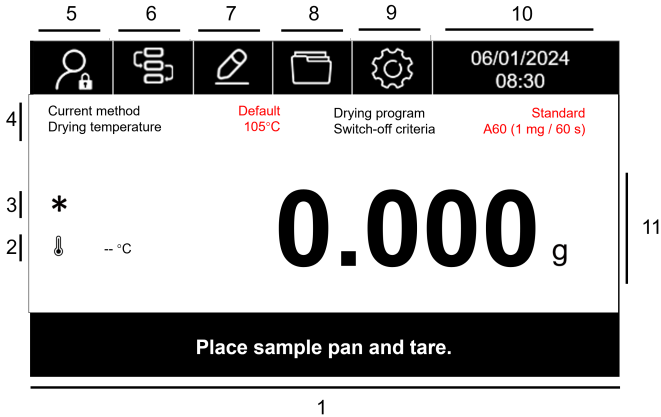 5 6 7 8 9 10
06/01/2024
08:30
4 Current method Default Drying program Standard
Drying temperature 105°C Switch-off criteria A60 (1 mg / 60 s)
3 *
0.000 g
11
2 -- °C
Place sample pan and tare.
1